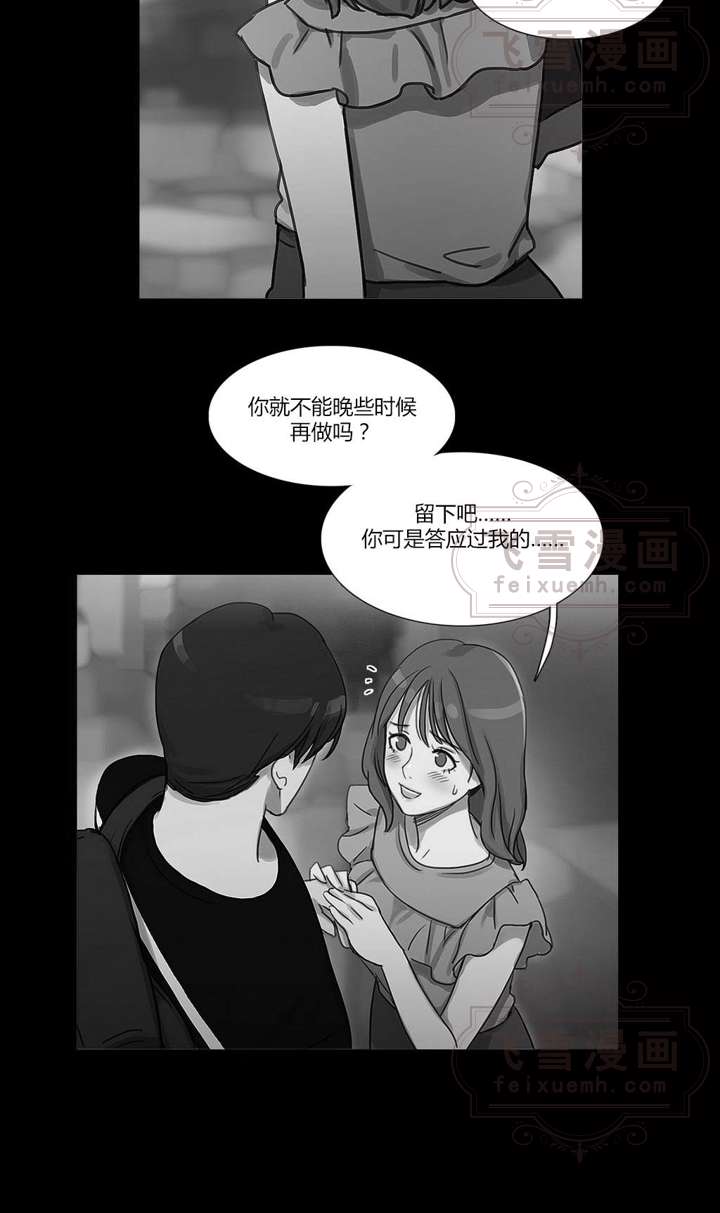 飞雪漫画
feixuemh.com
你就不能晚些时候
再做吗？
留下吧......
你可是答应过我的......
飞雪漫画
feixuemh.com
飞雪漫画
feixuemh.com